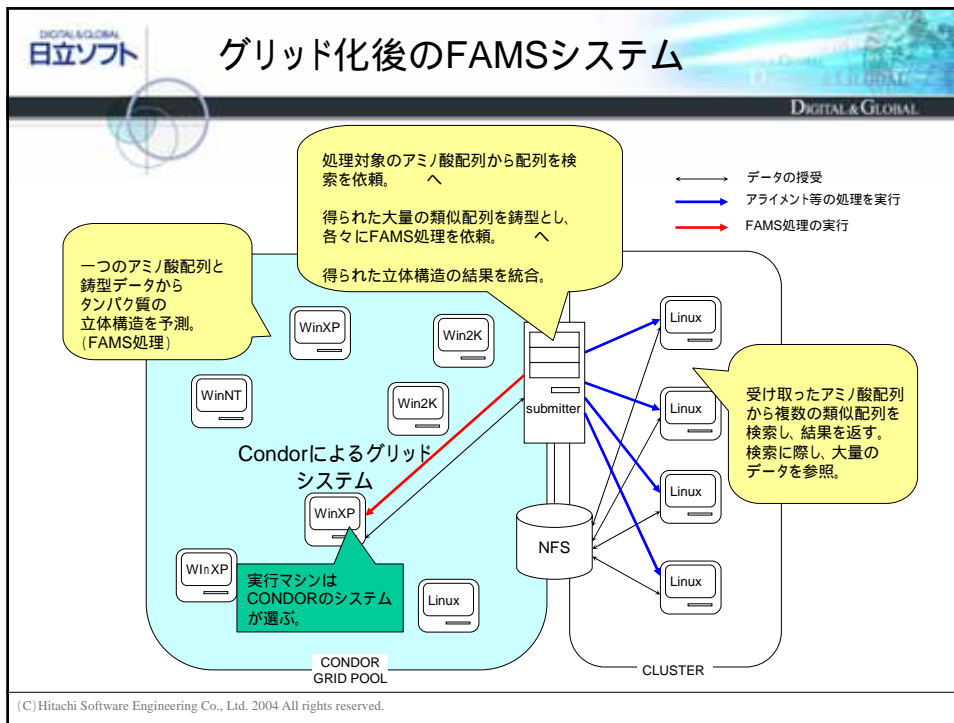 DIGITAL&GLOBAL
日立ソフト
グリッド化後のFAMSシステム
DIGITAL & GLOBAL
処理対象のアミノ酸配列から配列を検
索を依頼。 へ
得られた大量の類似配列を鋳型とし、
各々にFAMS処理を依頼。 へ
得られた立体構造の結果を統合。
データの授受
アライメント等の処理を実行
FAMS処理の実行
一つのアミノ酸配列と
鋳型データから
タンパク質の
立体構造を予測。
(FAMS処理)
WinXP
Win2K
WinNT
Win2K
submitter
Linux
Linux
Linux
Linux
受け取ったアミノ酸配列
から複数の類似配列を
検索し、結果を返す。
検索に際し、大量の
データを参照。
Condorによるグリッド
システム
WinXP
NFS
WInXP
実行マシンは
CONDORのシステム
が選ぶ。
Linux
CONDOR
GRID POOL
CLUSTER
(C)Hitachi Software Engineering Co., Ltd. 2004 All rights reserved.